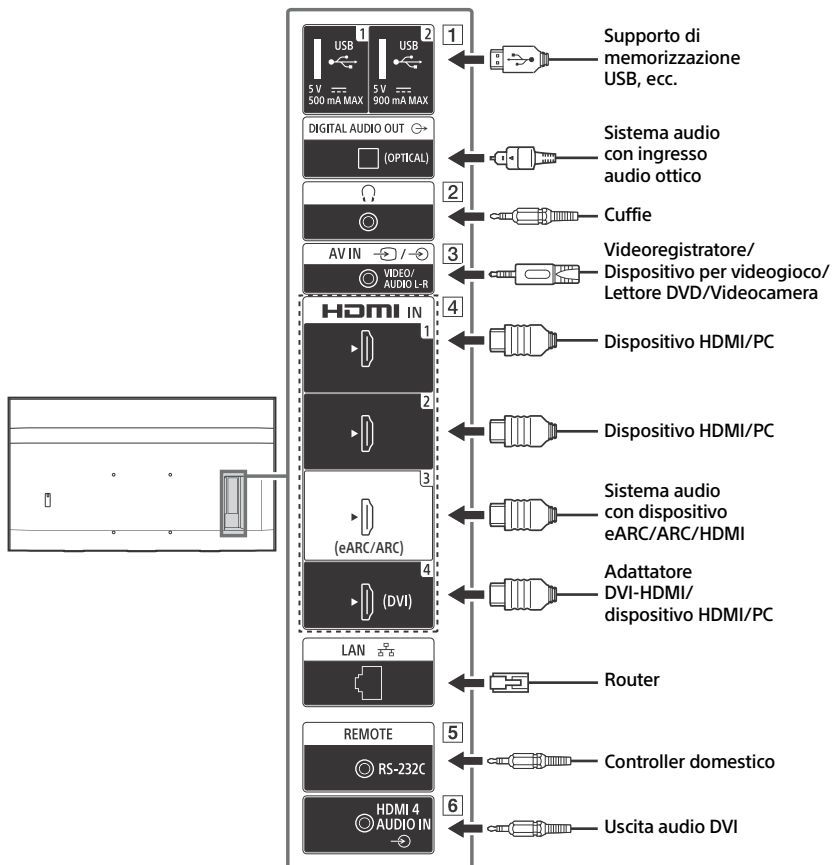 1
USB
5 V
500 mA MAX
2
USB
5 V
900 mA MAX
1
Supporto di
memorizzazione
USB, ecc.
DIGITAL AUDIO OUT
(OPTICAL)
Sistema audio
con ingresso
audio ottico
2
Cuffie
AV IN /
3
VIDEO/
AUDIO L-R
Videoregistratore/
Dispositivo per videogioco/
Lettore DVD/Videocamera
HDMI IN
4
1
Dispositivo HDMI/PC
2
Dispositivo HDMI/PC
3
(eARC/ARC)
Sistema audio
con dispositivo
eARC/ARC/HDMI
4
(DVI)
Adattatore
DVI-HDMI/
dispositivo HDMI/PC
LAN
Router
REMOTE
5
RS-232C
Controller domestico
6
HDMI 4
AUDIO IN
Uscita audio DVI